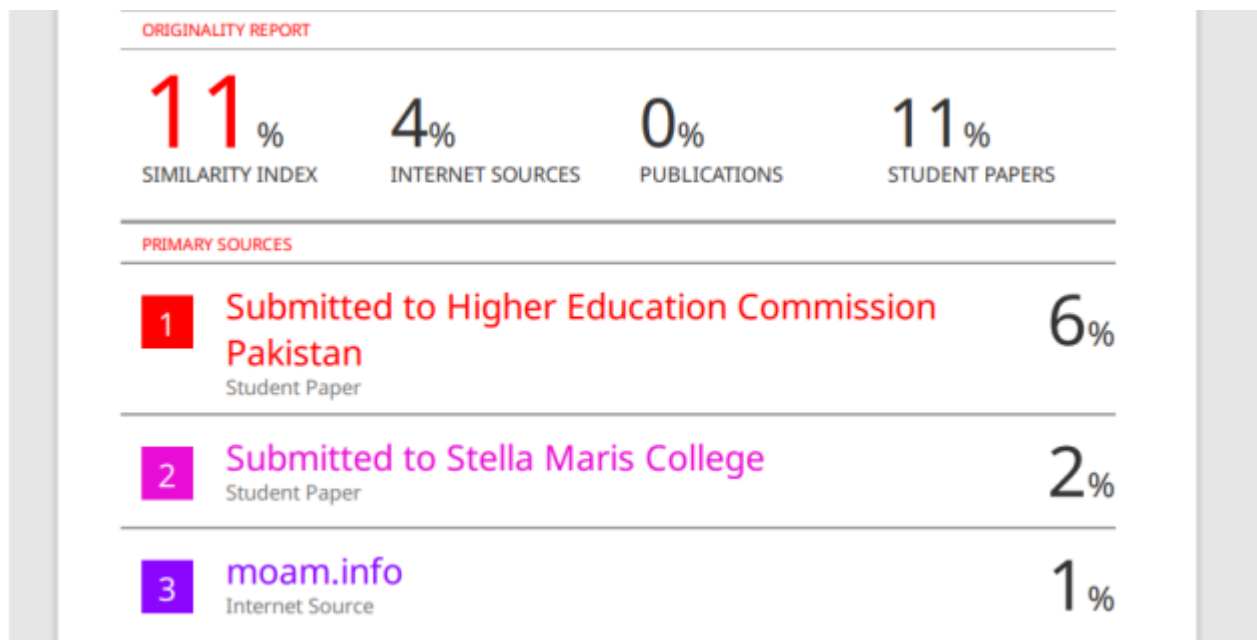 ORIGINALITY REPORT
11% 4% 0% 11%
SIMILARITY INDEX INTERNET SOURCES PUBLICATIONS STUDENT PAPERS
PRIMARY SOURCES
1 Submitted to Higher Education Commission 6%
Pakistan
Student Paper
2 Submitted to Stella Maris College 2%
Student Paper
3 moam.info 1%
Internet Source